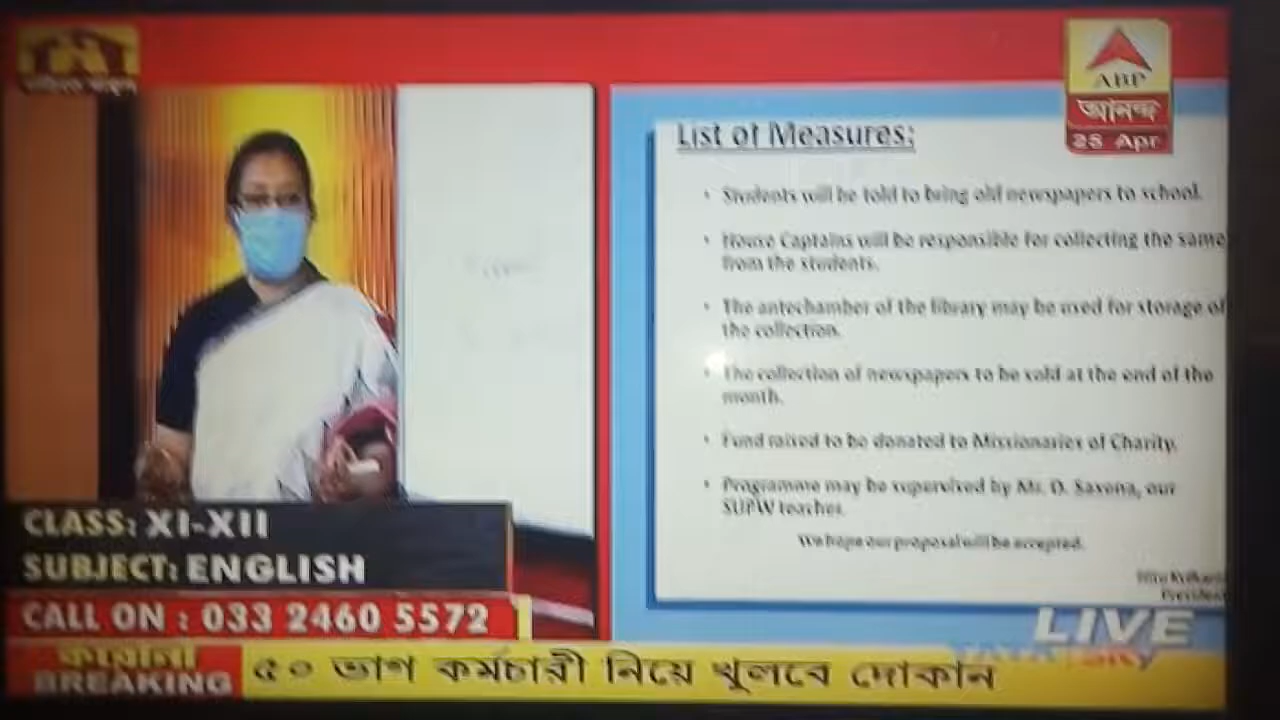 ABP
আনন্দ
25 Apr
List of Measures:
• Students will be told to bring old newspapers to school.
• House Captains will be responsible for collecting the same
from the students.
• The antechamber of the library may be used for storage of
the collection.
• The collection of newspapers to be sold at the end of the
month.
• Fund raised to be donated to Missionaries of Charity.
• Programme may be supervised by Mr. D. Saxena, our
SUPW teacher.
We hope our proposal will be accepted.
President
CLASS: XI-XII
SUBJECT: ENGLISH
CALL ON : 033 2460 5572
LIVE
TATA sky
করোনা
BREAKING
৫০ ভাগ কর্মচারী নিয়ে খুলবে দোকান